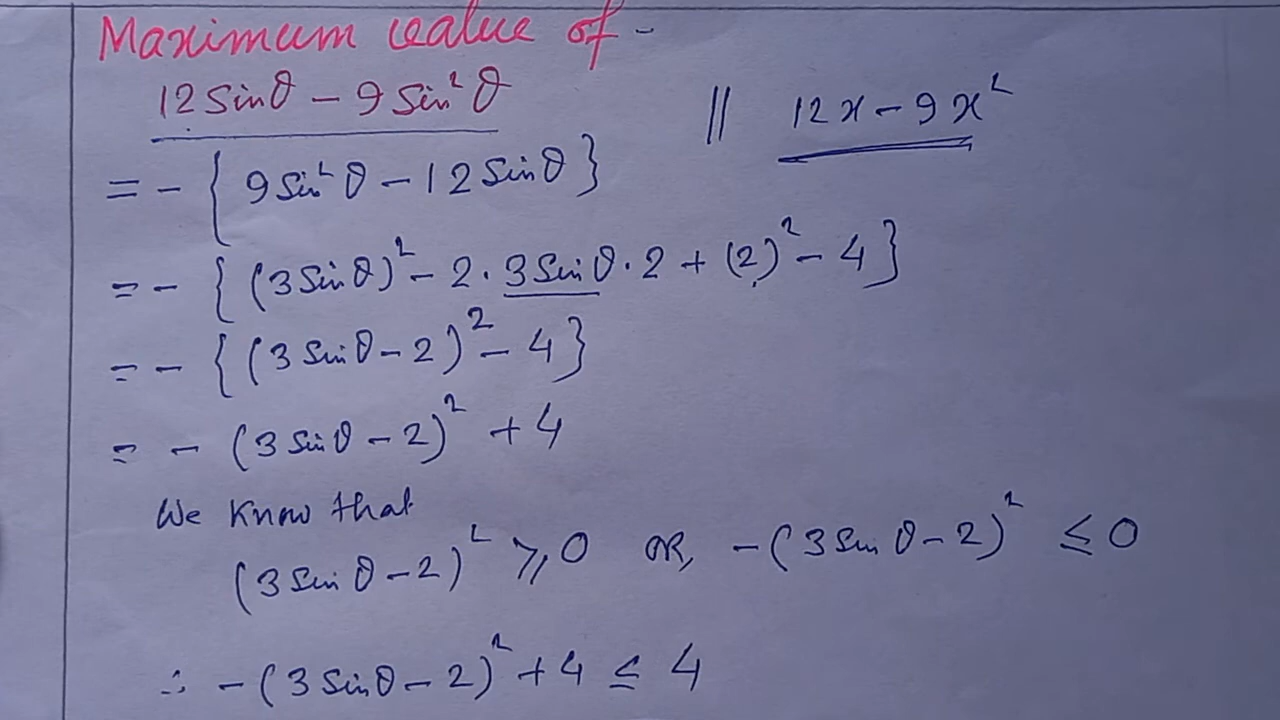 Maximum value of -
12 Sinθ - 9 Sin²θ || 12x - 9x²
= - { 9 Sin²θ - 12 Sinθ }
= - { (3 Sinθ)² - 2 · 3 Sinθ · 2 + (2)² - 4 }
= - { (3 Sinθ - 2)² - 4 }
= - (3 Sinθ - 2)² + 4
We know that
(3 Sinθ - 2)² ≥ 0 OR, - (3 Sinθ - 2)² ≤ 0
∴ - (3 Sinθ - 2)² + 4 ≤ 4